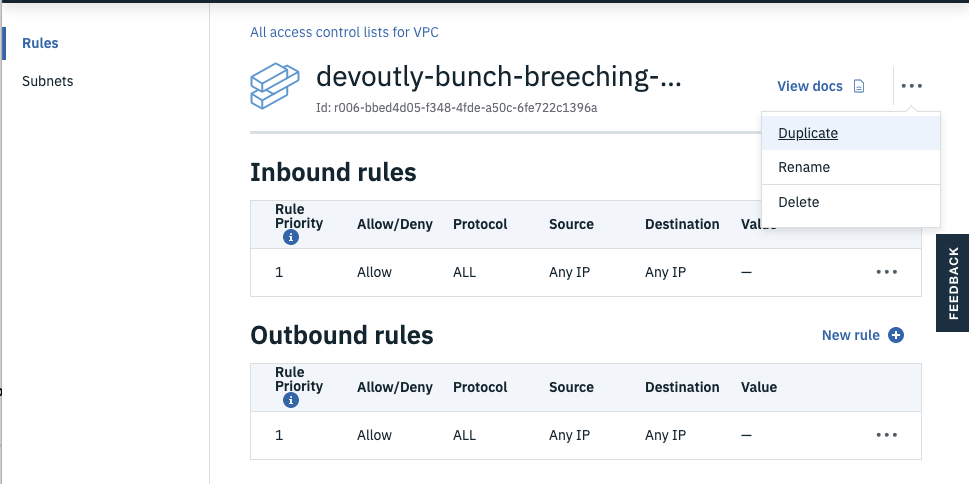 Rules
Subnets
All access control lists for VPC
devoutly-bunch-breeching-...
Id: r006-bbed4d05-f348-4fde-a50c-6fe722c1396a
View docs
Duplicate
Rename
Delete
Inbound rules
Rule Priority Allow/Deny Protocol Source Destination Value
1 Allow ALL Any IP Any IP —
FEEDBACK
Outbound rules New rule
Rule Priority Allow/Deny Protocol Source Destination Value
1 Allow ALL Any IP Any IP —